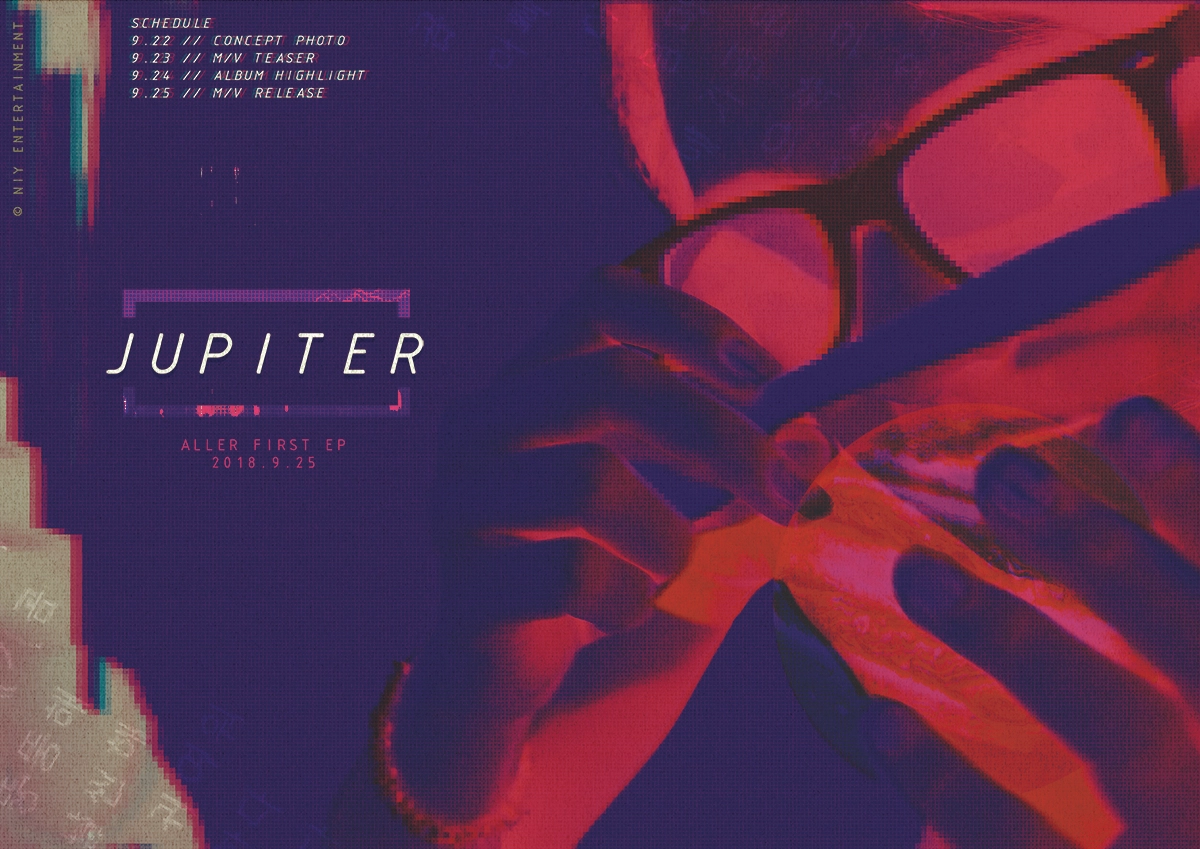 SCHEDULE
9.22 // CONCEPT PHOTO
9.23 // M/V TEASER
9.24 // ALBUM HIGHLIGHT
9.25 // M/V RELEASE
© NIY ENTERTAINMENT
JUPITER
ALLER FIRST EP
2018.9.25